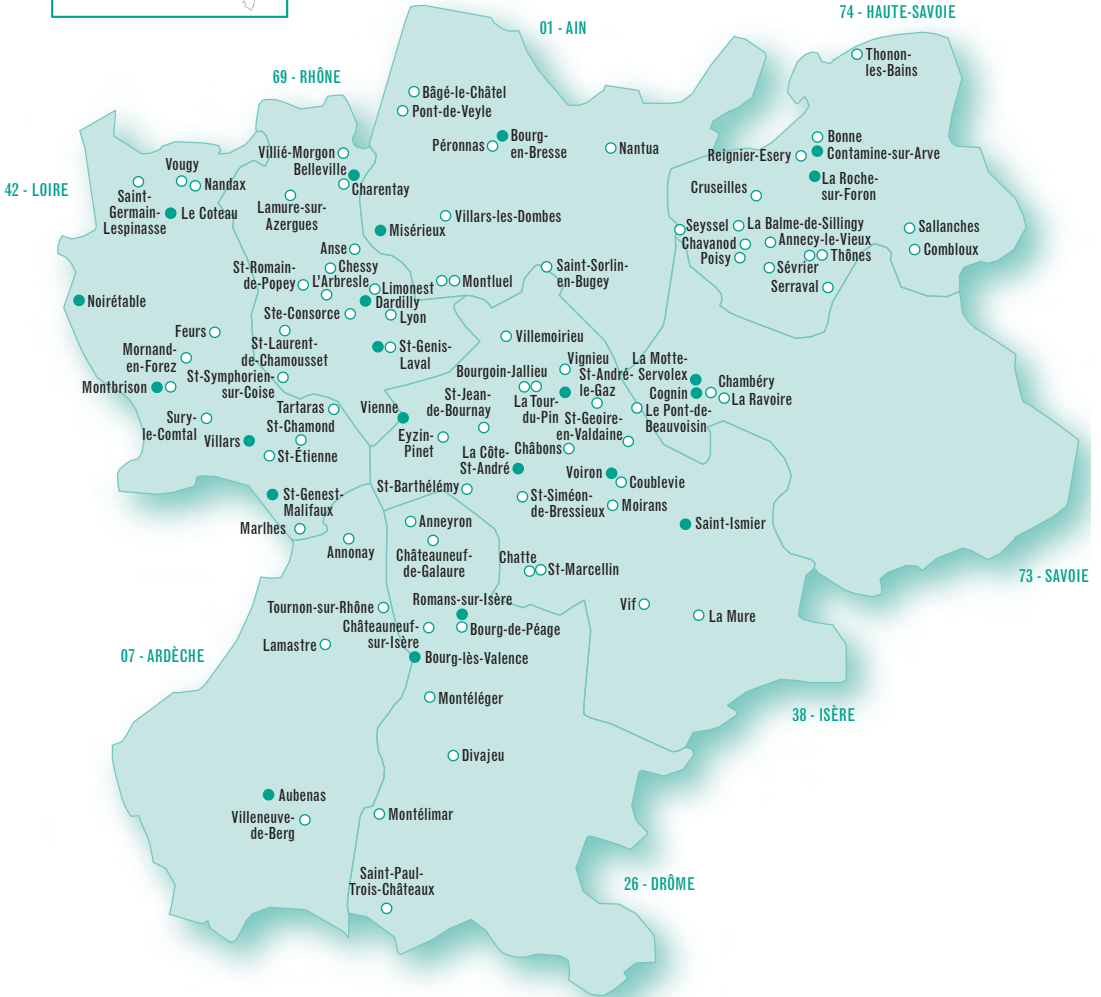 74 - HAUTE-SAVOIE
01 - AIN
Thonon-
les-Bains
69 - RHÔNE
Bâgé-le-Châtel
Pont-de-Veyle
Bonne
Bourg-
en-Bresse
Péronnas
Nantua
Contamine-sur-Arve
Reignier-Esery
Villié-Morgon
Belleville
Charentay
Vougy
Nandax
42 - LOIRE
La Roche-
sur-Foron
Cruseilles
Saint-
Germain-
Lespinasse
Le Coteau
Lamure-sur-
Azergues
Villars-les-Dombes
Misérieux
Seyssel
La Balme-de-Sillingy
Sallanches
Chavanod
Annecy-le-Vieux
Combloux
Poisy
Thônes
Sévrier
Serraval
Anse
Chessy
St-Romain-
de-Popey
L'Arbresle
Limonest
Montluel
Saint-Sorlin-
en-Bugey
Noirétable
Dardilly
Ste-Consorce
Lyon
Feurs
St-Laurent-
de-Chamousset
Villemoirieu
St-Genis-
Laval
Mornand-
en-Forez
Vignieu
La Motte-
Servolex
Bourgoin-Jallieu
St-André-
le-Gaz
Montbrison
St-Symphorien-
sur-Coise
Chambéry
Cognin
La Ravoire
St-Jean-
de-Bournay
La Tour-
du-Pin
Le Pont-de-
Beauvoisin
Tartaras
Vienne
Sury-
le-Comtal
St-Chamond
St-Geoire-
en-Valdaine
Villars
Eyzin-
Pinet
St-Étienne
La Côte-
St-André
Châbons
Voiron
Coublevie
St-Barthélémy
St-Genest-
Malifaux
St-Siméon-
de-Bressieux
Moirans
Marlhes
Anneyron
Saint-Ismier
Annonay
Châteauneuf-
de-Galaure
Chatte
St-Marcellin
73 - SAVOIE
Tournon-sur-Rhône
Romans-sur-Isère
Vif
La Mure
Châteauneuf-
sur-Isère
Bourg-de-Péage
Lamastre
07 - ARDÈCHE
Bourg-lès-Valence
Montéléger
38 - ISÈRE
Divajeu
Aubenas
Villeneuve-
de-Berg
Montélimar
Saint-Paul-
Trois-Châteaux
26 - DRÔME